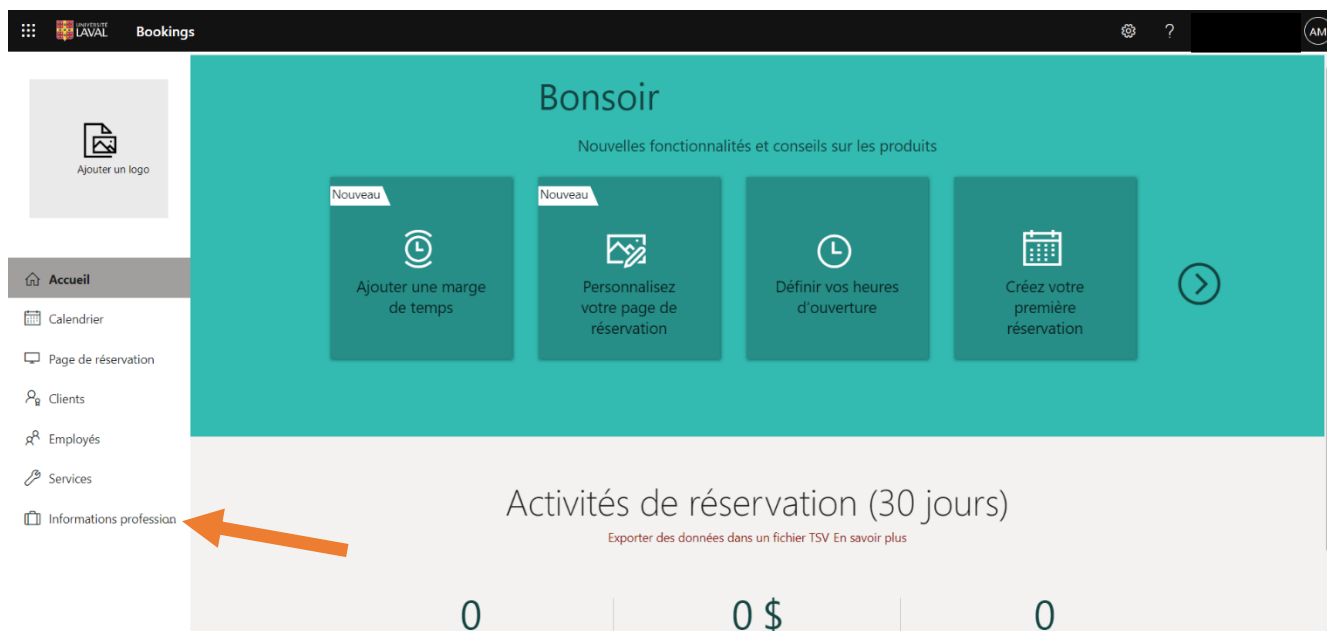 UNIVERSITÉ
LAVAL
Bookings
?
AM
Ajouter un logo
Accueil
Calendrier
Page de réservation
Clients
Employés
Services
Informations profession
Bonsoir
Nouvelles fonctionnalités et conseils sur les produits
Nouveau
Ajouter une marge
de temps
Nouveau
Personnalisez
votre page de
réservation
Définir vos heures
d'ouverture
Créez votre
première
réservation
Activités de réservation (30 jours)
Exporter des données dans un fichier TSV En savoir plus
0
0 $
0